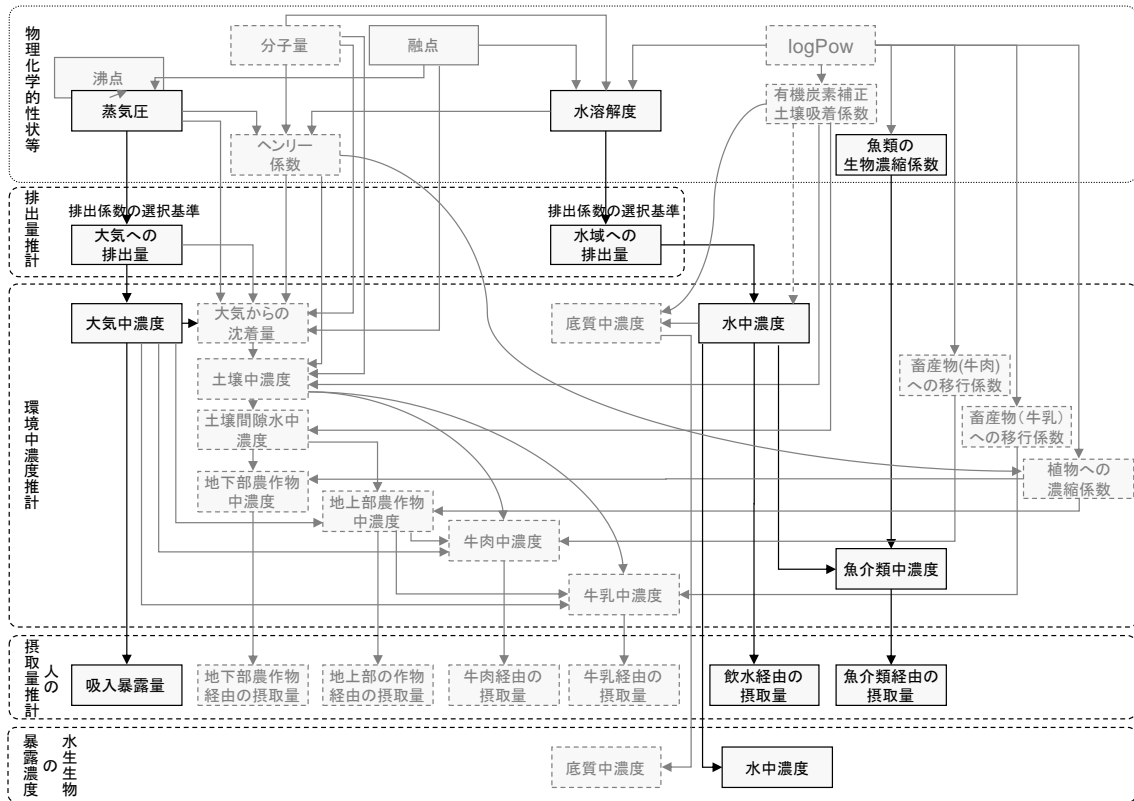 物理化学的性状等
分子量
融点
logPow
沸点
蒸気圧
水溶解度
有機炭素補正
土壌吸着係数
ヘンリー
係数
魚類の
生物濃縮係数
排出量推計
排出係数の選択基準
大気への
排出量
排出係数の選択基準
水域への
排出量
環境中濃度推計
大気中濃度
大気からの
沈着量
底質中濃度
水中濃度
土壌中濃度
畜産物(牛肉)
への移行係数
土壌間隙水中
濃度
畜産物(牛乳)
への移行係数
地下部農作物
中濃度
植物への
濃縮係数
地上部農作物
中濃度
牛肉中濃度
魚介類中濃度
牛乳中濃度
人の
摂取量推計
吸入暴露量
地下部農作物
経由の摂取量
地上部の作物
経由の摂取量
牛肉経由の
摂取量
牛乳経由の
摂取量
飲水経由の
摂取量
魚介類経由の
摂取量
水生生物
の
暴露濃度
底質中濃度
水中濃度